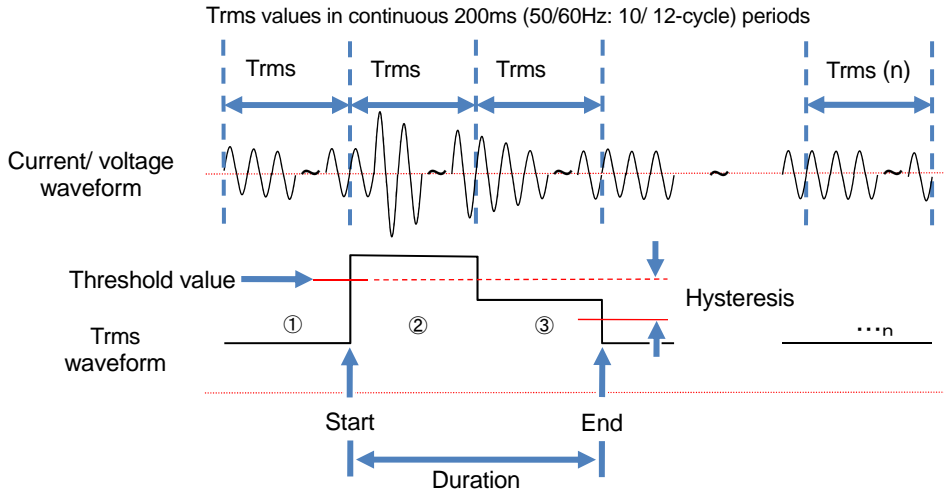 Trms values in continuous 200ms (50/60Hz: 10/ 12-cycle) periods
Trms
Trms
Trms
Trms (n)
Current/ voltage
waveform
~
~
~
~
~
Threshold value
Hysteresis
①
②
③
…n
Trms
waveform
Start
End
Duration